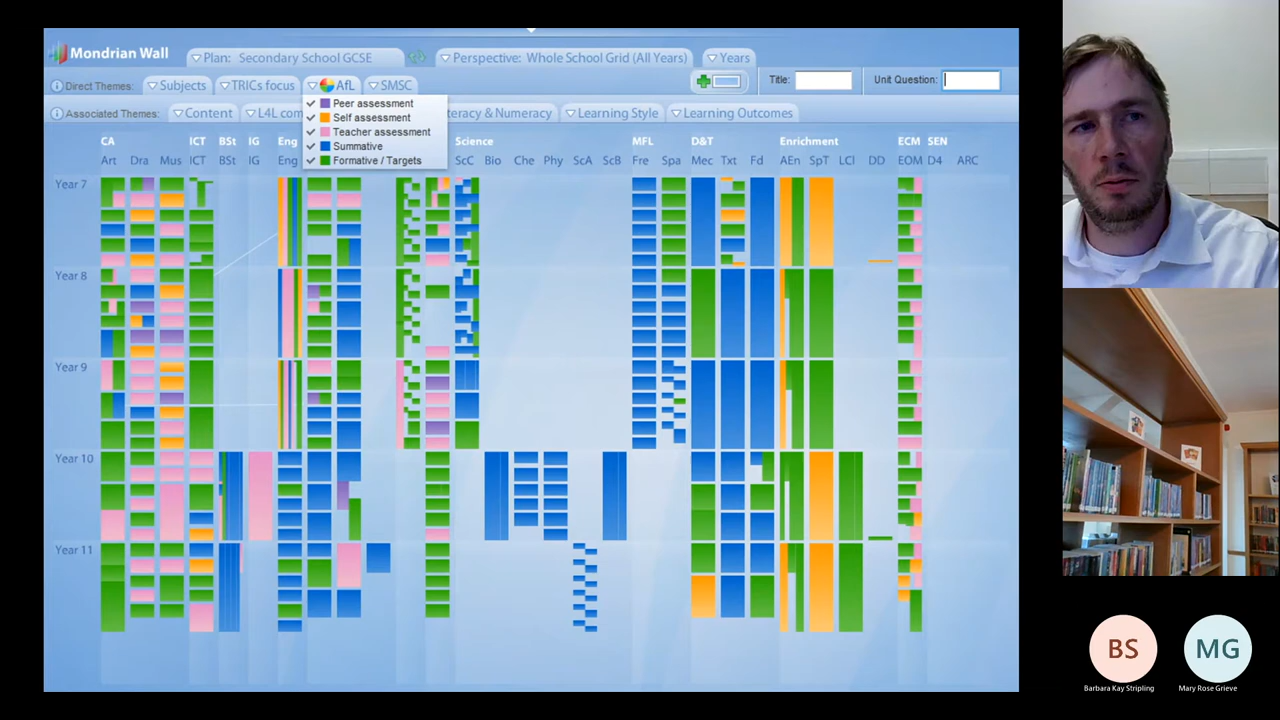 Mondrian Wall
Plan: Secondary School GCSE
Perspective: Whole School Grid (All Years)
Years
Direct Themes:
Subjects
TRICs focus
AfL
SMSC
Title:
Unit Question:
Peer assessment
Self assessment
Teacher assessment
Summative
Formative / Targets
Associated Themes:
Content
L4L com
teracy & Numeracy
Learning Style
Learning Outcomes
CA ICT BSt IG Eng Science MFL D&T Enrichment ECM SEN
Art Dra Mus ICT BSt IG Eng ScC Bio Che Phy ScA ScB Fre Spa Mec Txt Fd AEn SpT LCI DD EOM D4 ARC
Year 7
Year 8
Year 9
Year 10
Year 11
BS
Barbara Kay Stripling
MG
Mary Rose Grieve